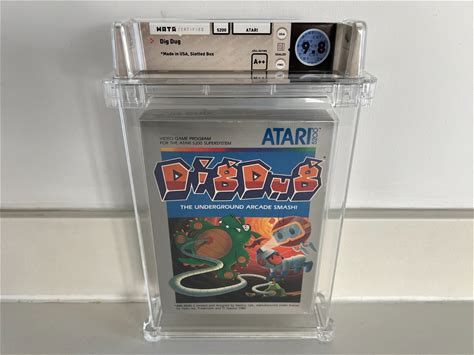 WATA CERTIFIED 5200 ATARI
Dig Dug
*Made in USA, Slotted Box
A++
9.8
VIDEO GAME PROGRAM
FOR THE ATARI 5200 SUPERSYSTEM
ATARI
5200
DigDug
THE UNDERGROUND ARCADE SMASH!